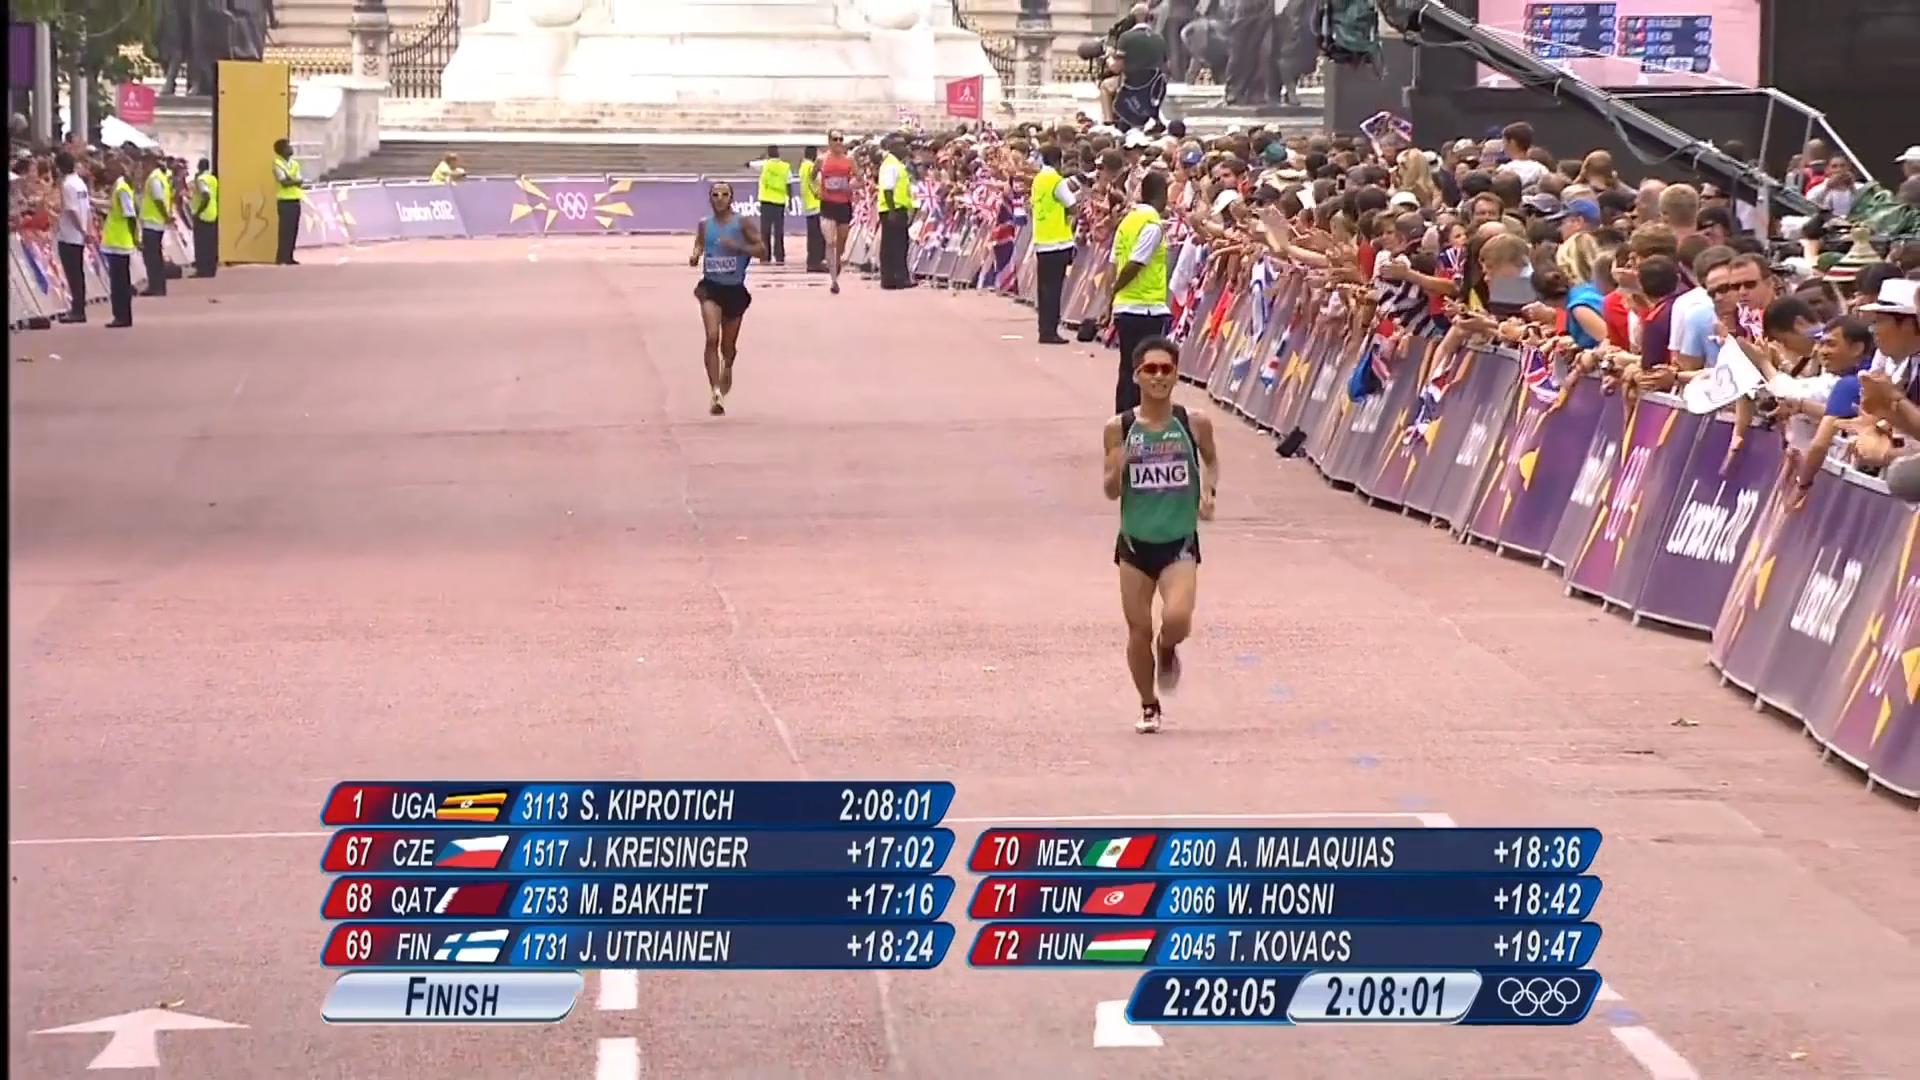 London 2012
JANG
London 2012
London 2012
1 UGA 3113 S. KIPROTICH 2:08:01
67 CZE 1517 J. KREISINGER +17:02
68 QAT 2753 M. BAKHET +17:16
69 FIN 1731 J. UTRIAINEN +18:24
70 MEX 2500 A. MALAQUIAS +18:36
71 TUN 3066 W. HOSNI +18:42
72 HUN 2045 T. KOVACS +19:47
FINISH
2:28:05 2:08:01